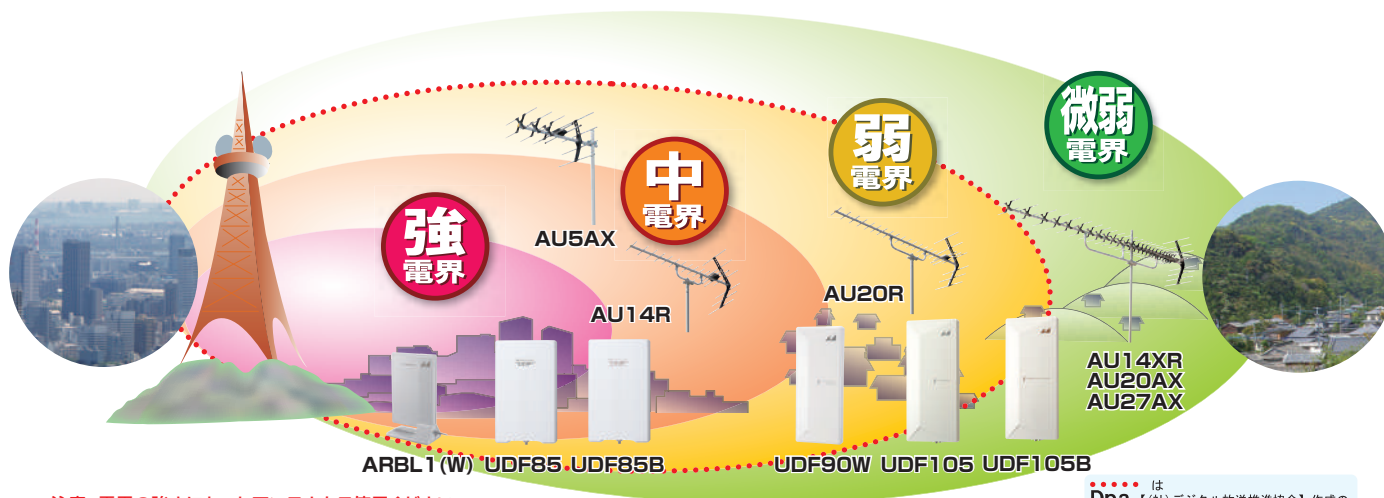 強
電界
中
電界
弱
電界
微弱
電界
AU5AX
AU14R
AU20R
AU14XR
AU20AX
AU27AX
ARBL1(W)
UDF85
UDF85B
UDF90W
UDF105
UDF105B
は